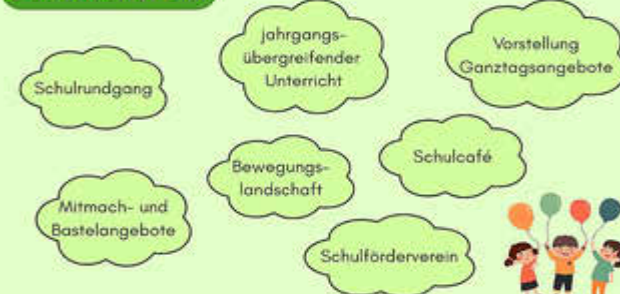 jahrgangs-
übergreifender
Unterricht
Vorstellung
Ganztagsangebote
Schulrundgang
Bewegungs-
landschaft
Schulcafé
Mitmach- und
Bastelangebote
Schulförderverein